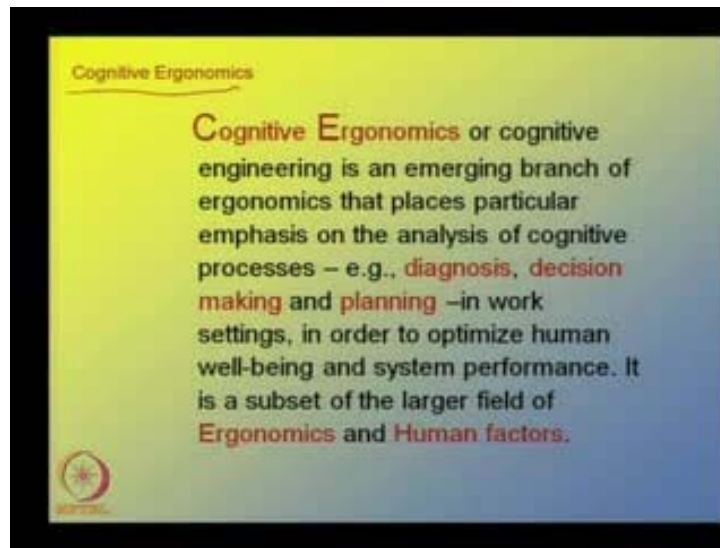 Cognitive Ergonomics
Cognitive Ergonomics or cognitive
engineering is an emerging branch of
ergonomics that places particular
emphasis on the analysis of cognitive
processes – e.g., diagnosis, decision
making and planning –in work
settings, in order to optimize human
well-being and system performance. It
is a subset of the larger field of
Ergonomics and Human factors.
NPTEL